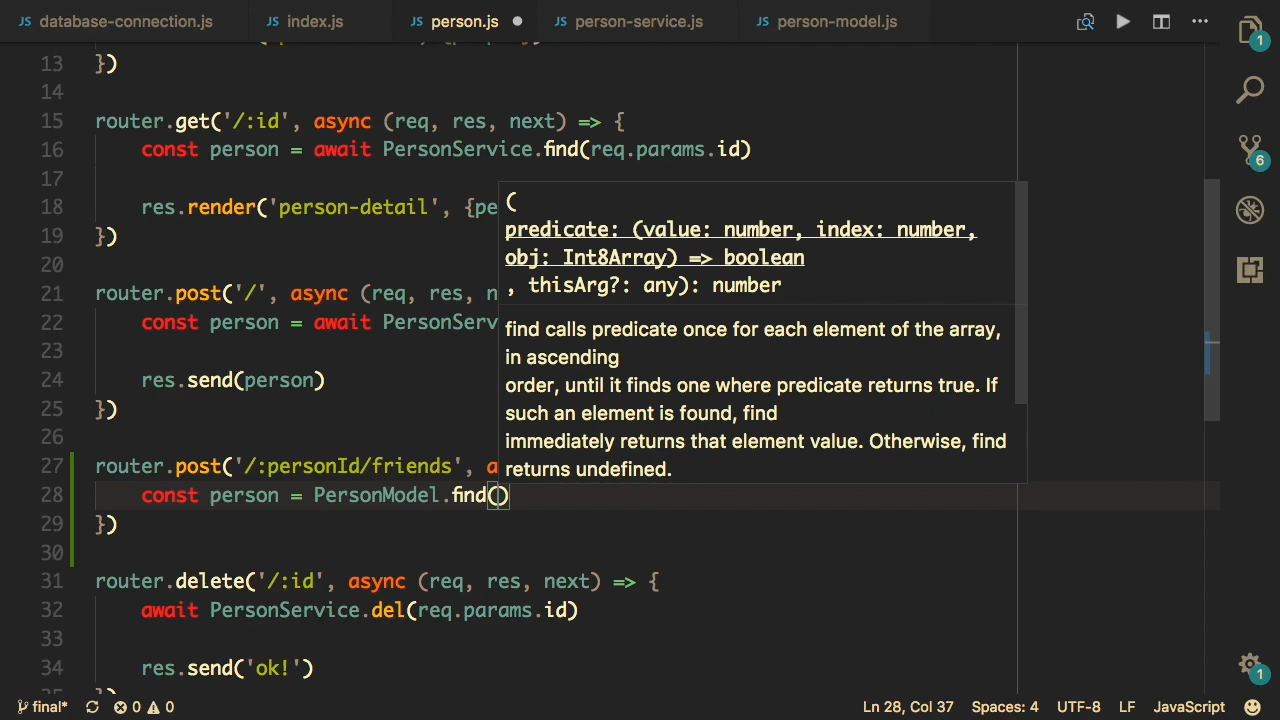 JS database-connection.js JS index.js JS person.js JS person-service.js JS person-model.js
13 })
14
15 router.get('/:id', async (req, res, next) => {
16 const person = await PersonService.find(req.params.id)
17
18 res.render('person-detail', {pe
19 })
20
21 router.post('/', async (req, res, n
22 const person = await PersonServ
23
24 res.send(person)
25 })
26
27 router.post('/:personId/friends', a
28 const person = PersonModel.find()
29 })
30
31 router.delete('/:id', async (req, res, next) => {
32 await PersonService.del(req.params.id)
33
34 res.send('ok!')
(
predicate: (value: number, index: number,
obj: Int8Array) => boolean
, thisArg?: any): number
find calls predicate once for each element of the array,
in ascending
order, until it finds one where predicate returns true. If
such an element is found, find
immediately returns that element value. Otherwise, find
returns undefined.
1
6
1
final* 0 0 Ln 28, Col 37 Spaces: 4 UTF-8 LF JavaScript